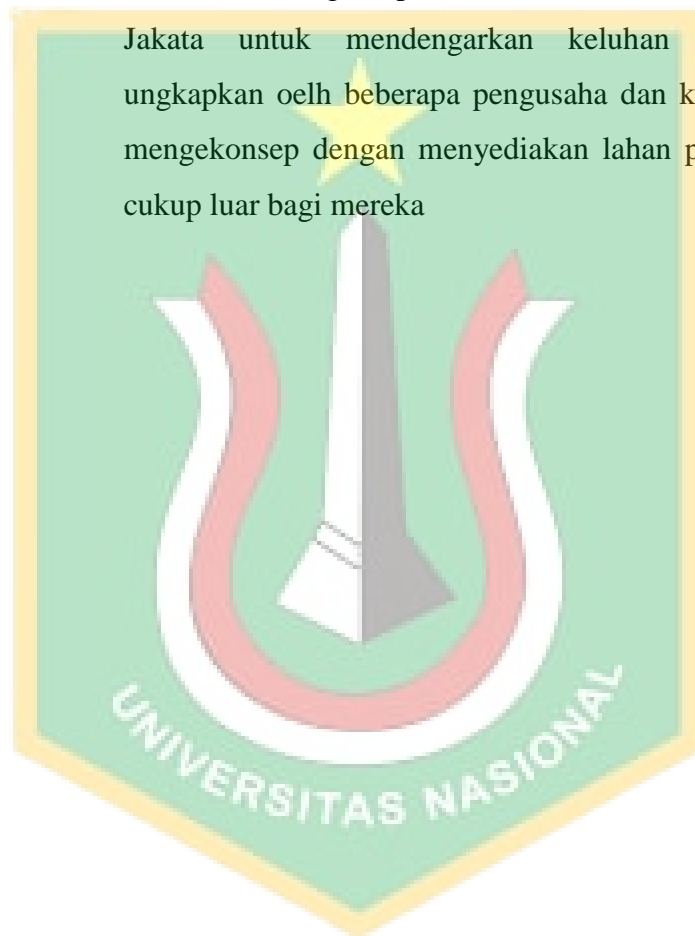 Jakata untuk mendengarkan keluhan
ungkapkan oelh beberapa pengusaha dan
mengekonsep dengan menyediakan lahan
cukup luar bagi mereka
UNIVERSITAS NASIONAL